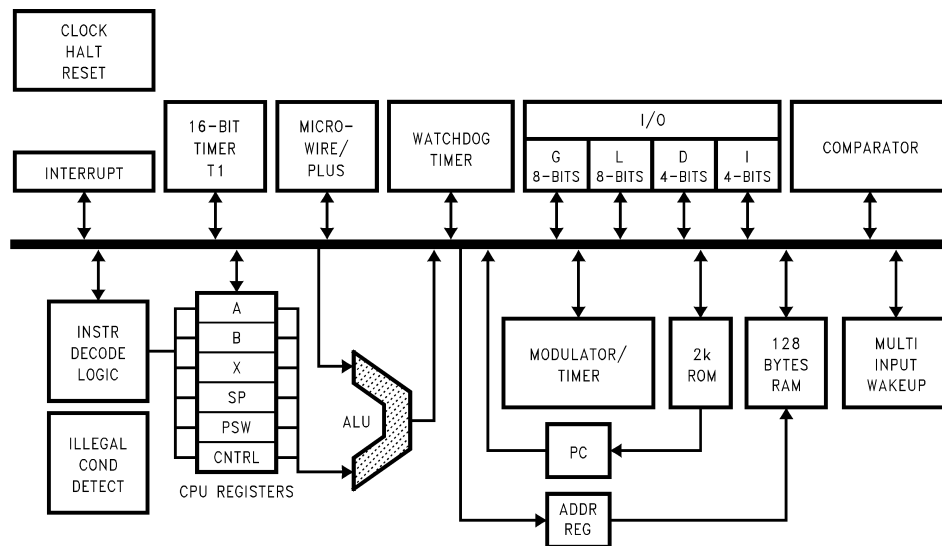 CLOCK
HALT
RESET
INTERRUPT
16-BIT
TIMER
T1
MICRO-
WIRE/
PLUS
WATCHDOG
TIMER
I/O
G
8-BITS
L
8-BITS
D
4-BITS
I
4-BITS
COMPARATOR
INSTR
DECODE
LOGIC
ILLEGAL
COND
DETECT
A
B
X
SP
PSW
CNTRL
CPU REGISTERS
ALU
MODULATOR/
TIMER
2k
ROM
128
BYTES
RAM
MULTI
INPUT
WAKEUP
PC
ADDR
REG